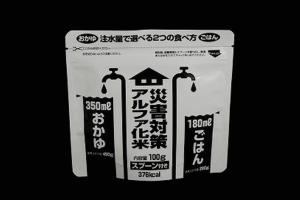 おかゆ 注水量で選べる2つの食べ方 ごはん
災害対策
アルファ化米
内容量 100g
スプーン付き
376kcal
350mℓ
おかゆ
180mℓ
ごはん